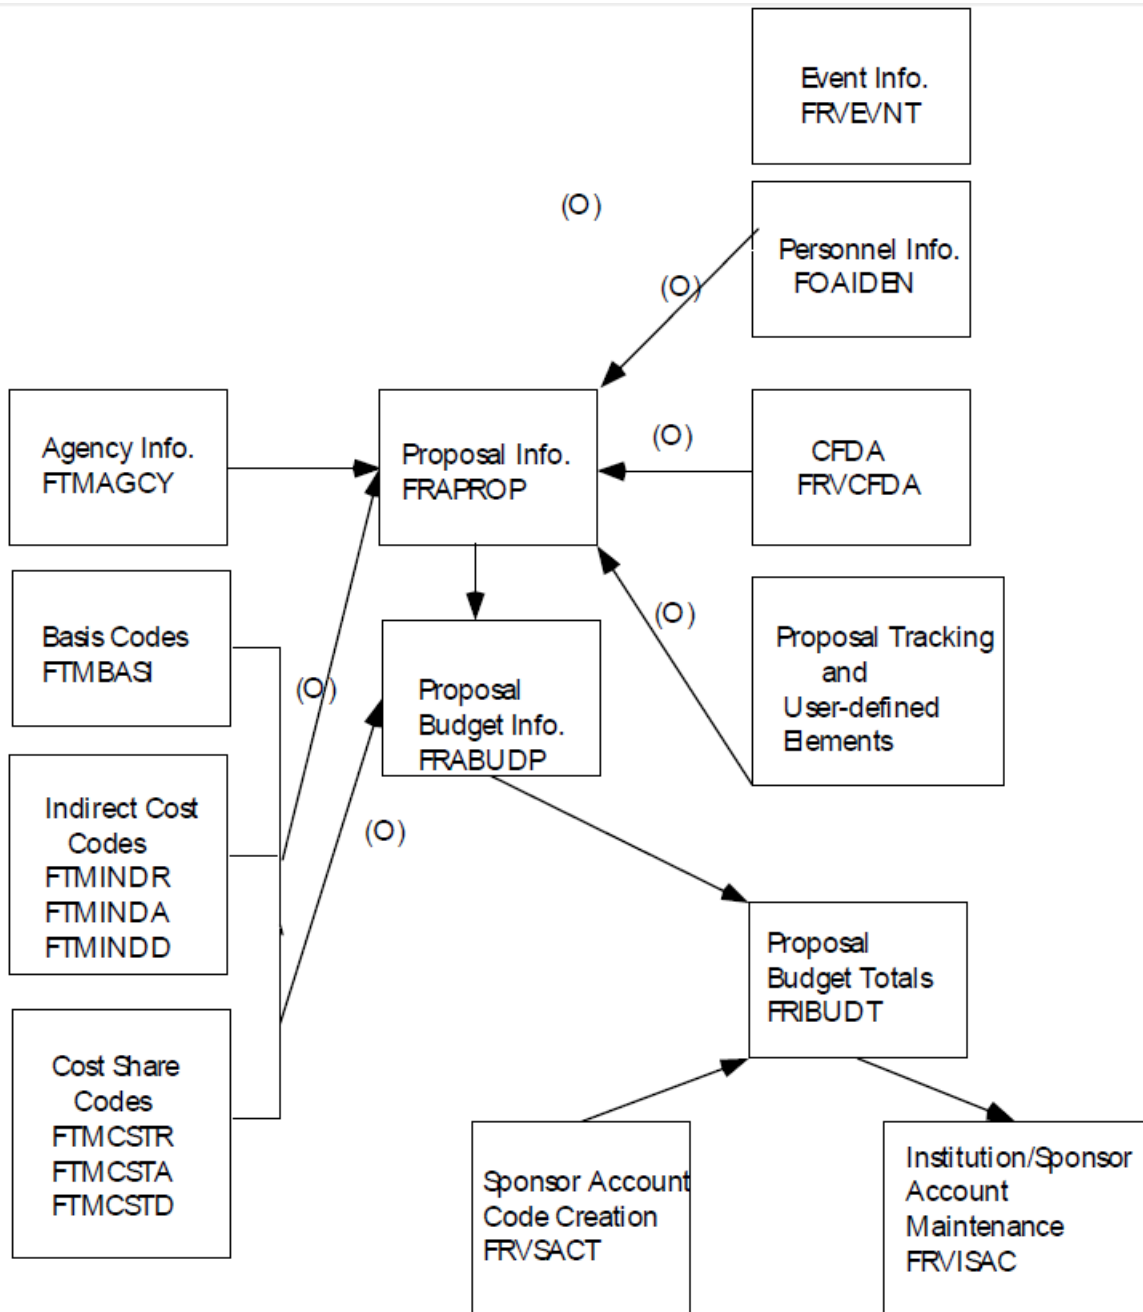 Event Info.
FRVEVNT
(O)
Personnel Info.
FOAIDEN
(O)
Agency Info.
FTMAGCY
Proposal Info.
FRAPROP
(O)
CFDA
FRVCFDA
Basis Codes
FTMBASI
(O)
Proposal
Budget Info.
FRABUDP
(O)
Proposal Tracking
and
User-defined
Elements
Indirect Cost
Codes
FTMINDR
FTMINDA
FTMINDD
(O)
Proposal
Budget Totals
FRIBUDT
Cost Share
Codes
FTMCSTR
FTMCSTA
FTMCSTD
Sponsor Account
Code Creation
FRVSACT
Institution/Sponsor
Account
Maintenance
FRVISAC